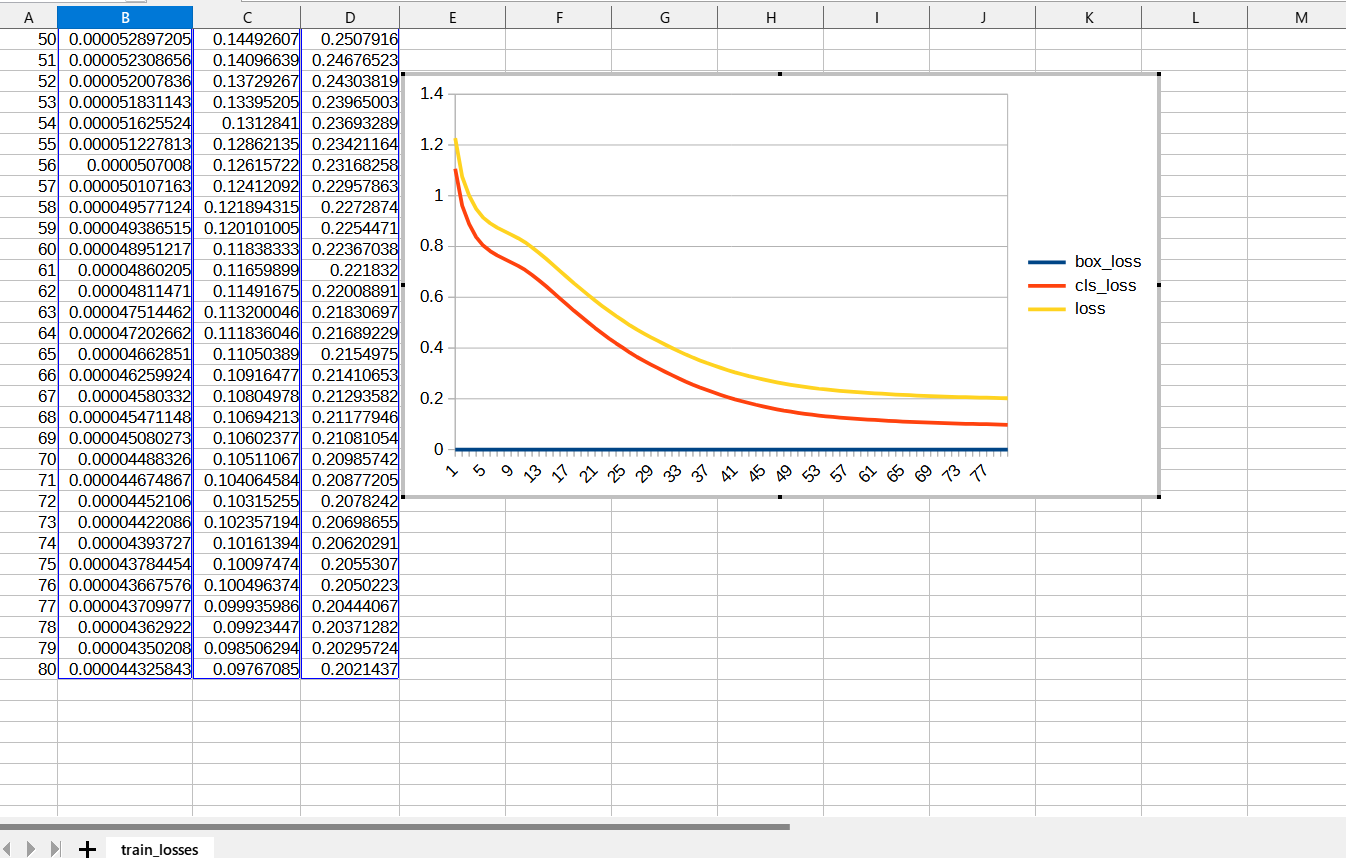 A B C D E F G H I J K L M
50 0.000052897205 0.14492607 0.2507916
51 0.000052308656 0.14096639 0.24676523
52 0.000052007836 0.13729267 0.24303819
53 0.000051831143 0.13395205 0.23965003
54 0.000051625524 0.1312841 0.23693289
55 0.000051227813 0.12862135 0.23421164
56 0.0000507008 0.12615722 0.23168258
57 0.000050107163 0.12412092 0.22957863
58 0.000049577124 0.121894315 0.2272874
59 0.000049386515 0.120101005 0.2254471
60 0.000048951217 0.11838333 0.22367038
61 0.00004860205 0.11659899 0.221832
62 0.00004811471 0.11491675 0.22008891
63 0.000047514462 0.113200046 0.21830697
64 0.000047202662 0.111836046 0.21689229
65 0.00004662851 0.11050389 0.2154975
66 0.000046259924 0.10916477 0.21410653
67 0.00004580332 0.10804978 0.21293582
68 0.000045471148 0.10694213 0.21177946
69 0.000045080273 0.10602377 0.21081054
70 0.00004488326 0.10511067 0.20985742
71 0.000044674867 0.104064584 0.20877205
72 0.00004452106 0.10315255 0.2078242
73 0.00004422086 0.102357194 0.20698655
74 0.00004393727 0.10161394 0.20620291
75 0.000043784454 0.10097474 0.2055307
76 0.000043667576 0.100496374 0.2050223
77 0.000043709977 0.099935986 0.20444067
78 0.00004362922 0.09923447 0.20371282
79 0.00004350208 0.098506294 0.20295724
80 0.000044325843 0.09767085 0.2021437
1.4
1.2
1
0.8
0.6
0.4
0.2
0
1 5 9 13 17 21 25 29 33 37 41 45 49 53 57 61 65 69 73 77
box_loss
cls_loss
loss
train_losses